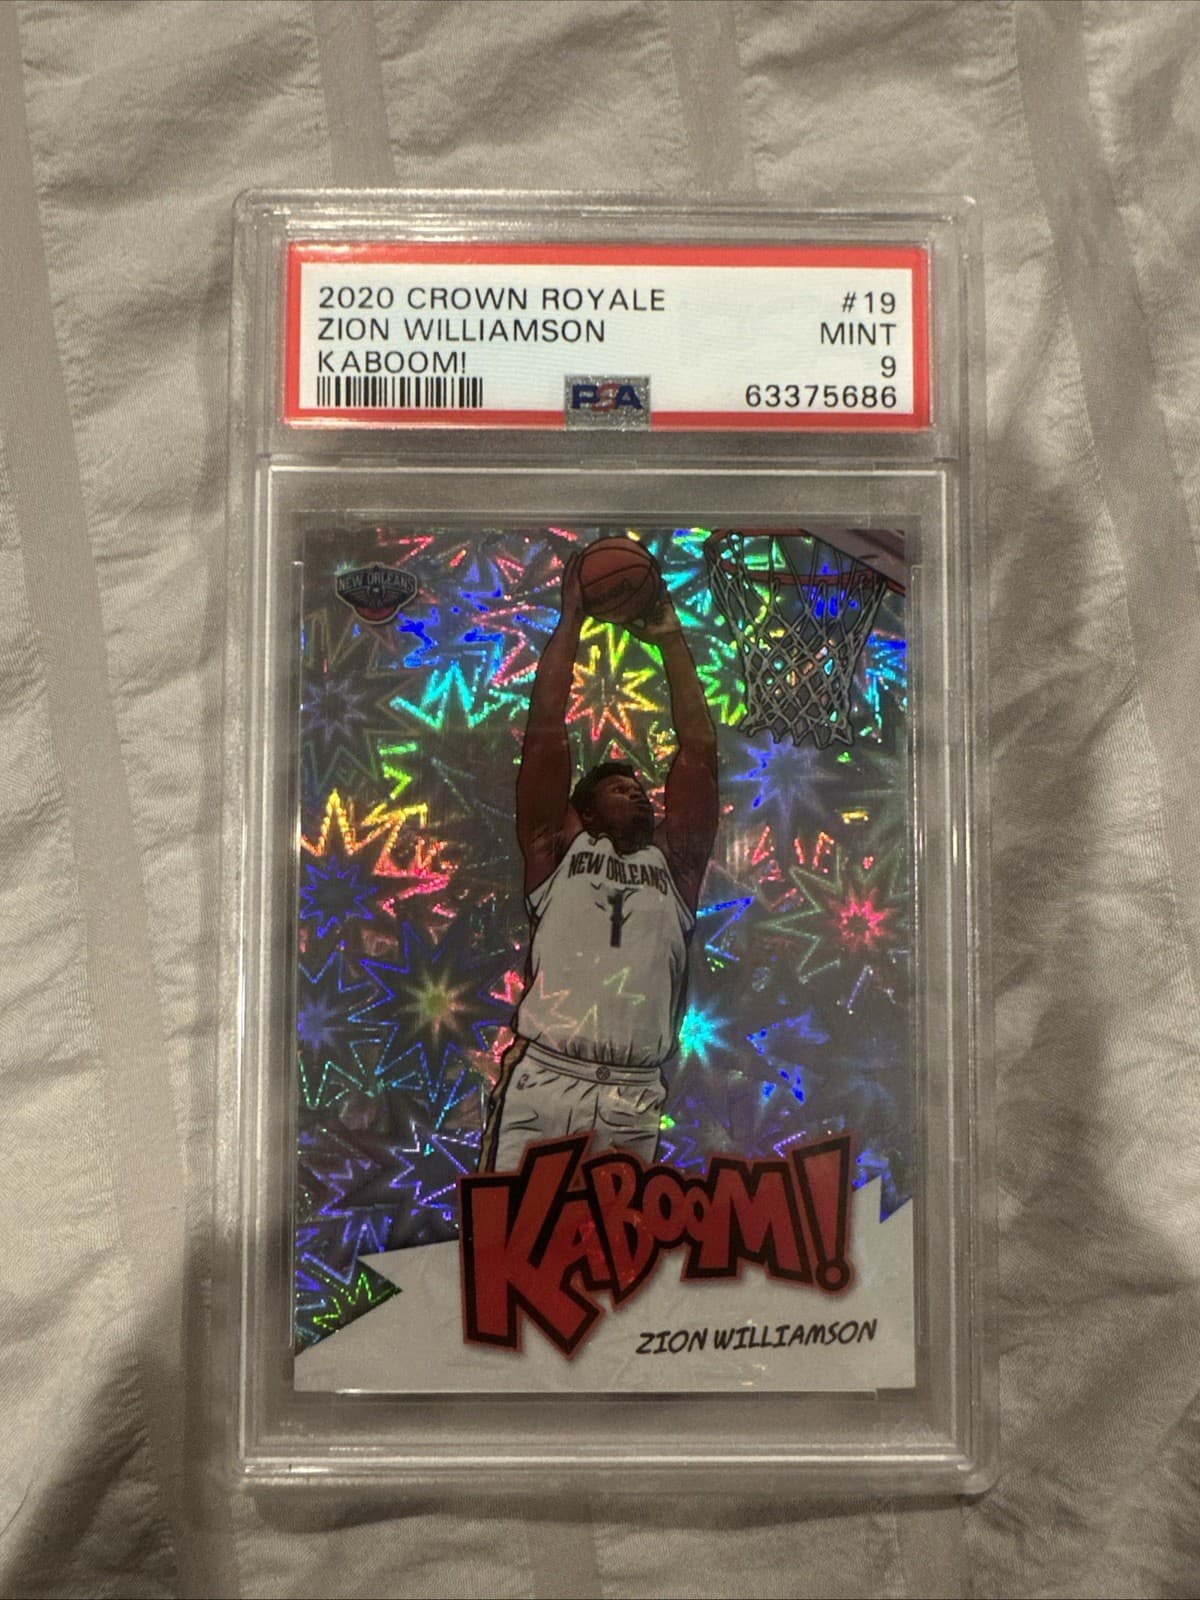 2020 CROWN ROYALE #19
ZION WILLIAMSON MINT
KABOOM! 9
PSA 63375686
NEW ORLEANS
NEW ORLEANS
1
KABOOM!
ZION WILLIAMSON